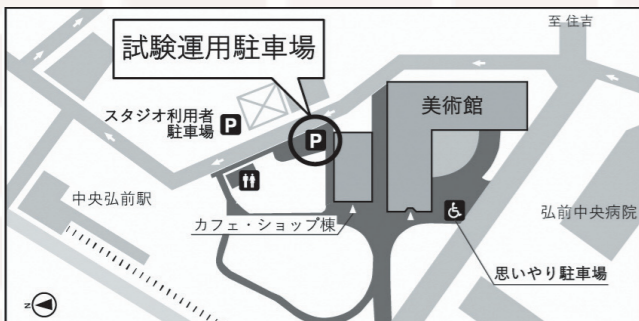 至 住吉
試験運用駐車場
美術館
スタジオ利用者
駐車場
P
P
中央弘前駅
カフェ・ショップ棟
弘前中央病院
思いやり駐車場
N